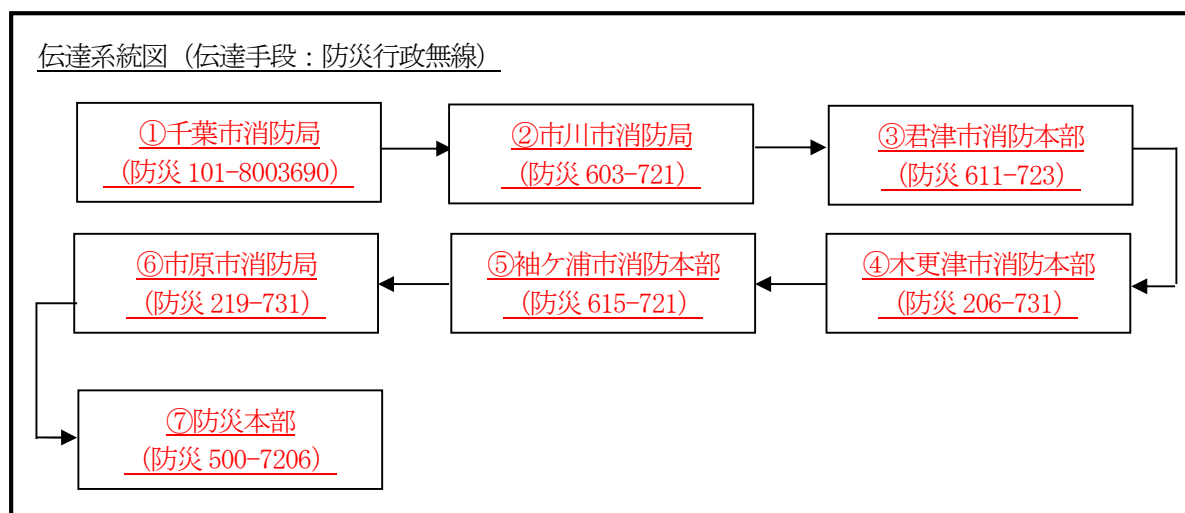 伝達系統図（伝達手段：防災行政無線）
①千葉市消防局
（防災 101-8003690）
②市川市消防局
（防災 603-721）
③君津市消防本部
（防災 611-723）
④木更津市消防本部
（防災 206-731）
⑤袖ケ浦市消防本部
（防災 615-721）
⑥市原市消防局
（防災 219-731）
⑦防災本部
（防災 500-7206）